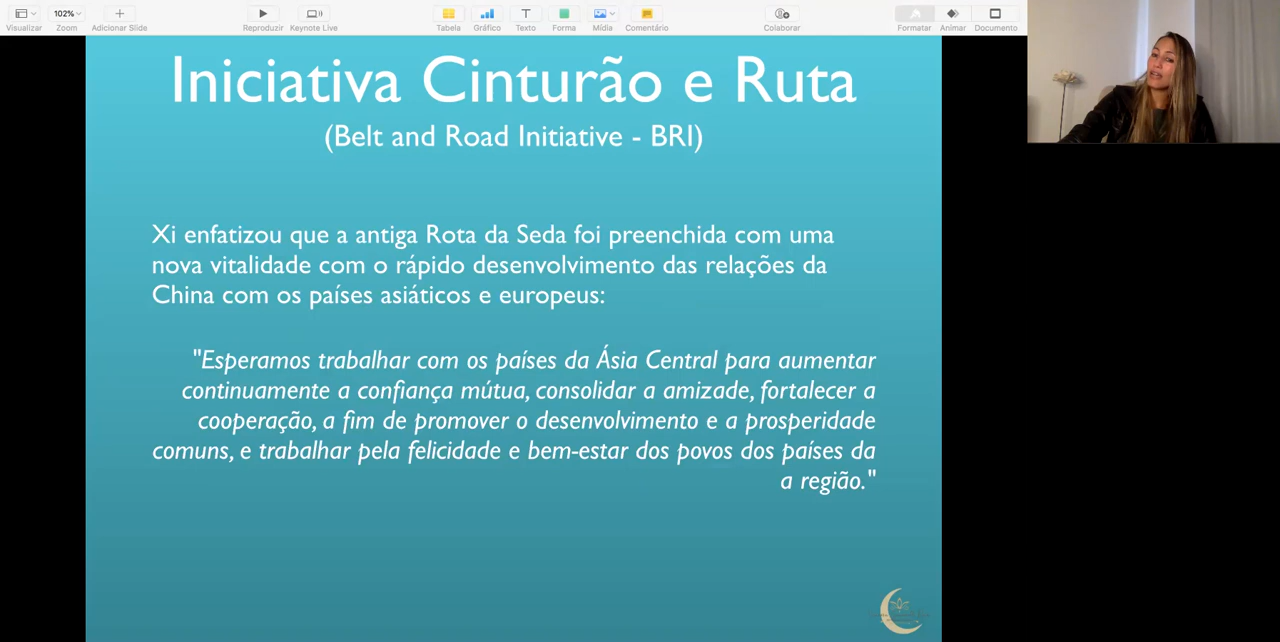 102%
Visualizar
Zoom
Adicionar Slide
Reproduzir
Keynote Live
Tabela
Gráfico
Texto
Forma
Mídia
Comentário
Colaborar
Formatar
Animar
Documento
Iniciativa Cinturão e Ruta
(Belt and Road Initiative - BRI)
Xi enfatizou que a antiga Rota da Seda foi preenchida com uma
nova vitalidade com o rápido desenvolvimento das relações da
China com os países asiáticos e europeus:
"Esperamos trabalhar com os países da Ásia Central para aumentar
continuamente a confiança mútua, consolidar a amizade, fortalecer a
cooperação, a fim de promover o desenvolvimento e a prosperidade
comuns, e trabalhar pela felicidade e bem-estar dos povos dos países da
a região."